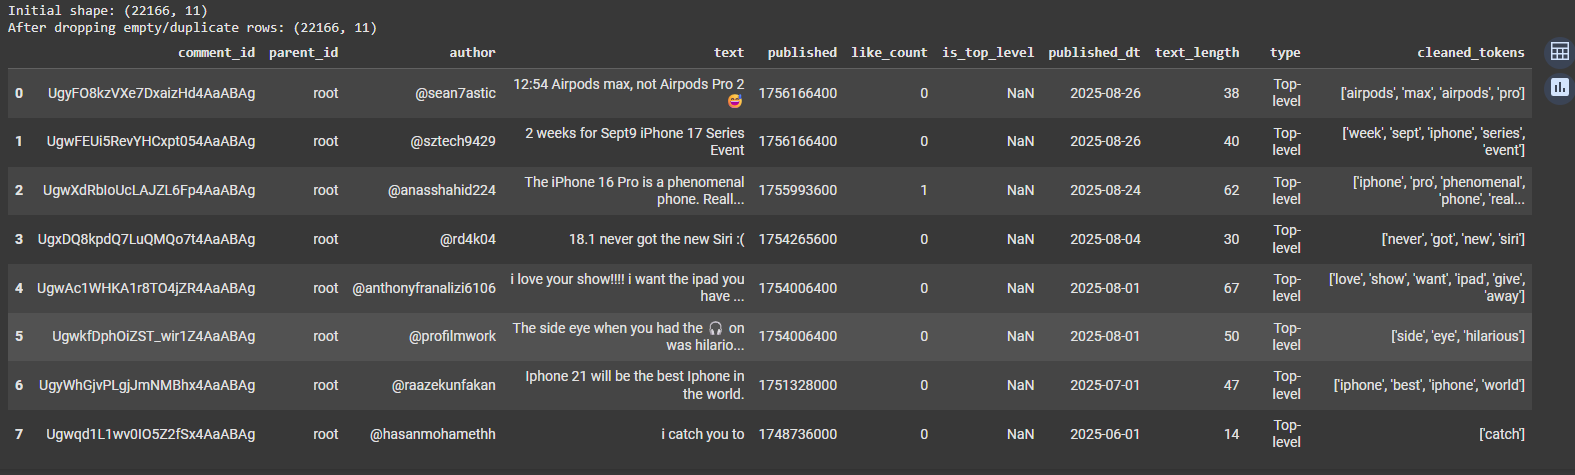 Initial shape: (22166, 11)
After dropping empty/duplicate rows: (22166, 11)
comment_id parent_id author text published like_count is_top_level published_dt text_length type cleaned_tokens
0 UgyFO8kzVXe7DxaizHd4AaABAg root @sean7astic 12:54 Airpods max, not Airpods Pro 2 😅 1756166400 0 NaN 2025-08-26 38 Top-level ['airpods', 'max', 'airpods', 'pro']
1 UgwFEUi5RevYHCxpt054AaABAg root @sztech9429 2 weeks for Sept9 iPhone 17 Series Event 1756166400 0 NaN 2025-08-26 40 Top-level ['week', 'sept', 'iphone', 'series', 'event']
2 UgwXdRbIoUcLAJZL6Fp4AaABAg root @anasshahid224 The iPhone 16 Pro is a phenomenal phone. Reall... 1755993600 1 NaN 2025-08-24 62 Top-level ['iphone', 'pro', 'phenomenal', 'phone', 'real...
3 UgxDQ8kpdQ7LuQMQo7t4AaABAg root @rd4k04 18.1 never got the new Siri :( 1754265600 0 NaN 2025-08-04 30 Top-level ['never', 'got', 'new', 'siri']
4 UgwAc1WHKA1r8TO4jZR4AaABAg root @anthonyfranalizi6106 i love your show!!!! i want the ipad you have ... 1754006400 0 NaN 2025-08-01 67 Top-level ['love', 'show', 'want', 'ipad', 'give', 'away']
5 UgwkfDphOiZST_wir1Z4AaABAg root @profilmwork The side eye when you had the 🎧 on was hilario... 1754006400 0 NaN 2025-08-01 50 Top-level ['side', 'eye', 'hilarious']
6 UgyWhGjvPLgjJmNMBhx4AaABAg root @raazekunfakan Iphone 21 will be the best Iphone in the world. 1751328000 0 NaN 2025-07-01 47 Top-level ['iphone', 'best', 'iphone', 'world']
7 Ugwqd1L1wv0IO5Z2fSx4AaABAg root @hasanmohamethh i catch you to 1748736000 0 NaN 2025-06-01 14 Top-level ['catch']